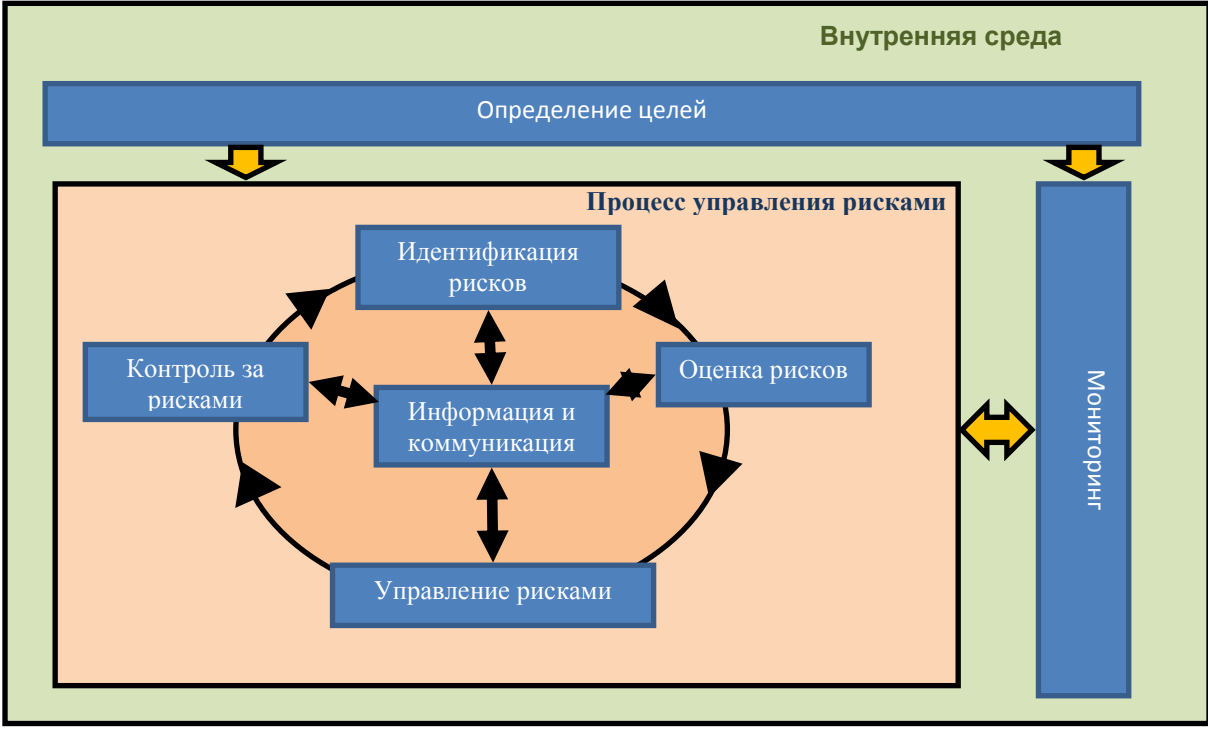 Внутренняя среда
Определение целей
Процесс управления рисками
Идентификация
рисков
Контроль за
рисками
Оценка рисков
Информация и
коммуникация
Мониторинг
Управление рисками